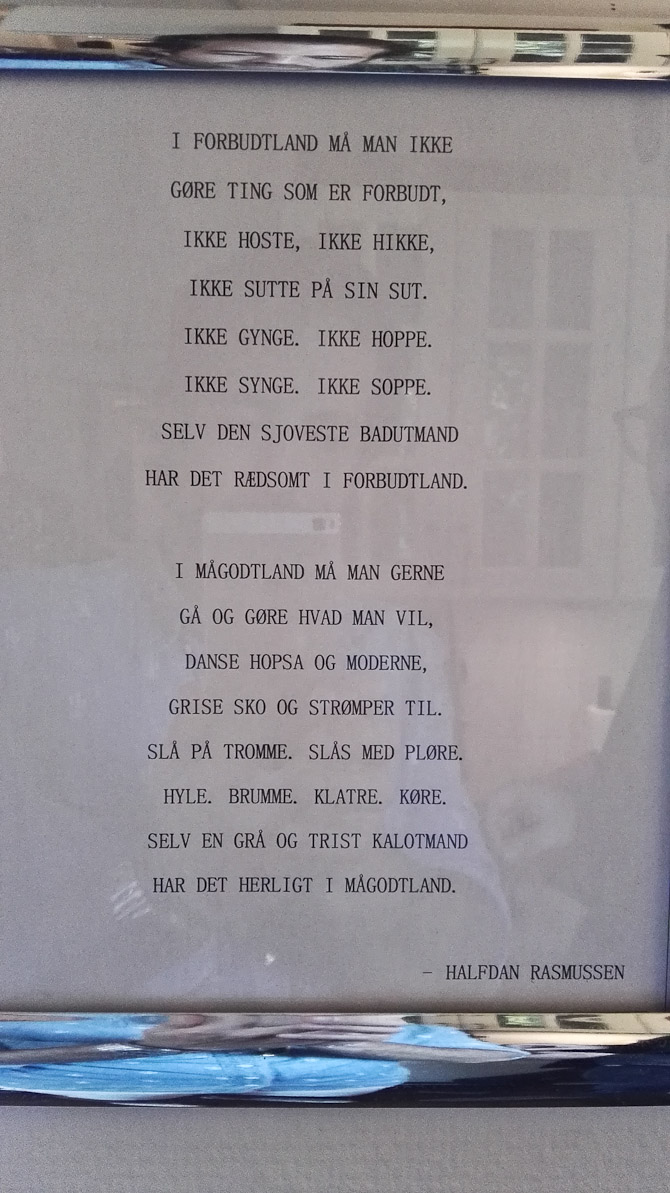 I FORBUDTLAND MÅ MAN IKKE
GØRE TING SOM ER FORBUDT,
IKKE HOSTE, IKKE HIKKE,
IKKE SUTTE PÅ SIN SUT.
IKKE GYNGE. IKKE HOPPE.
IKKE SYNGE. IKKE SOPPE.
SELV DEN SJOVESTE BADUTMAND
HAR DET RÆDSOMT I FORBUDTLAND.
I MÅGODTLAND MÅ MAN GERNE
GÅ OG GØRE HVAD MAN VIL,
DANSE HOPSA OG MODERNE,
GRISE SKO OG STRØMPER TIL.
SLÅ PÅ TROMME. SLÅS MED PLØRE.
HYLE. BRUMME. KLATRE. KØRE.
SELV EN GRÅ OG TRIST KALOTMAND
HAR DET HERLIGT I MÅGODTLAND.
– HALFDAN RASMUSSEN